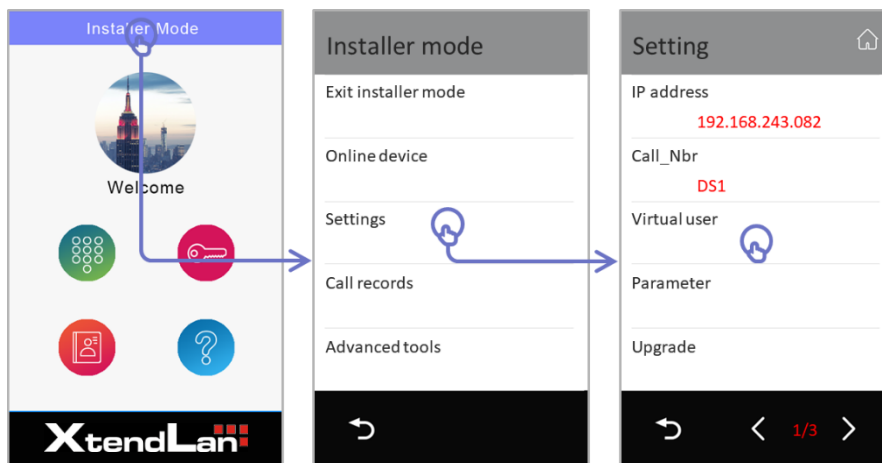 Installer Mode
Welcome
XtendLan
Installer mode
Exit installer mode
Online device
Settings
Call records
Advanced tools
Setting
IP address
192.168.243.082
Call_Nbr
DS1
Virtual user
Parameter
Upgrade
1/3